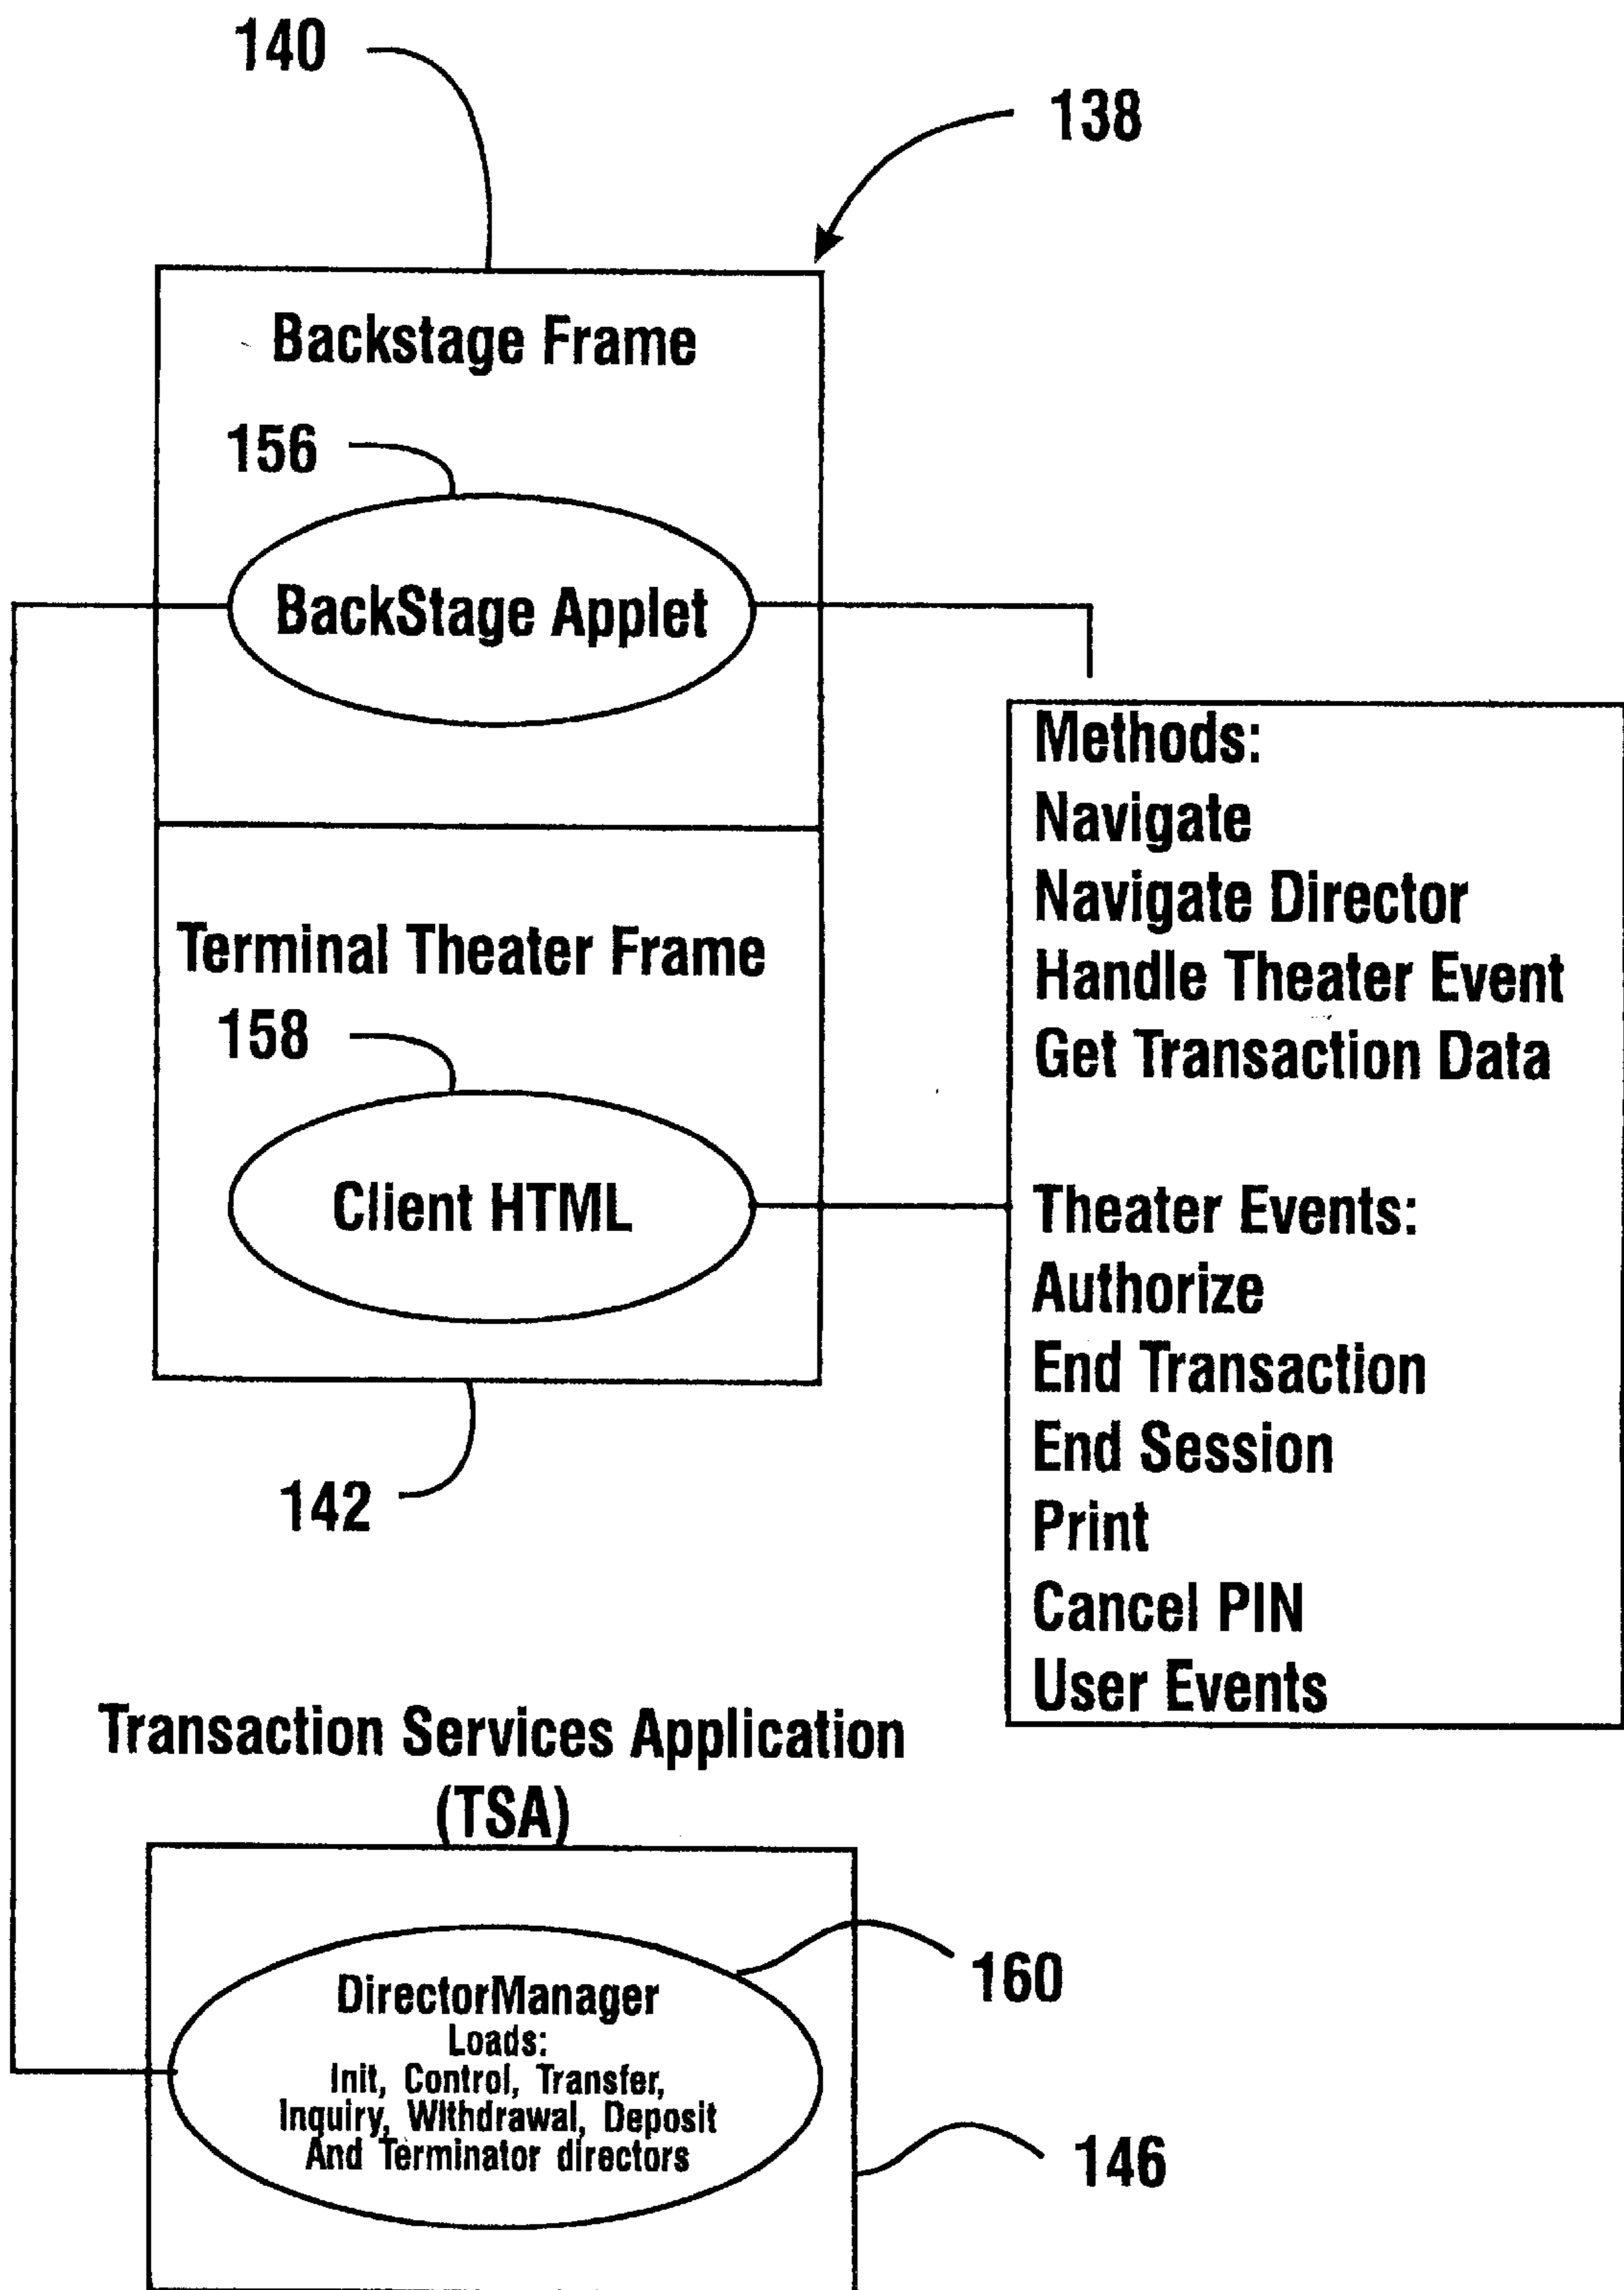 140
138
Backstage Frame
156
BackStage Applet
Methods:
Navigate
Navigate Director
Handle Theater Event
Get Transaction Data
Terminal Theater Frame
158
Client HTML
Theater Events:
Authorize
End Transaction
End Session
Print
Cancel PIN
User Events
142
Transaction Services Application
(TSA)
DirectorManager
Loads:
Init, Control, Transfer,
Inquiry, Withdrawal, Deposit
And Terminator directors
160
146